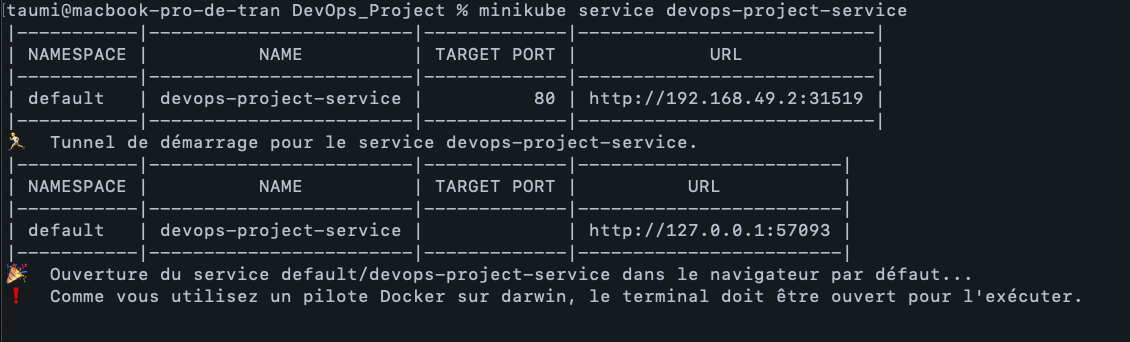 taumi@macbook-pro-de-tran DevOps_Project % minikube service devops-project-service
|-----------|------------------------|-------------|---------------------------|
| NAMESPACE |          NAME          | TARGET PORT |            URL            |
|-----------|------------------------|-------------|---------------------------|
| default   | devops-project-service |          80 | http://192.168.49.2:31519 |
|-----------|------------------------|-------------|---------------------------|
🏃  Tunnel de démarrage pour le service devops-project-service.
|-----------|------------------------|-------------|------------------------|
| NAMESPACE |          NAME          | TARGET PORT |          URL           |
|-----------|------------------------|-------------|------------------------|
| default   | devops-project-service |             | http://127.0.0.1:57093 |
|-----------|------------------------|-------------|------------------------|
🎉  Ouverture du service default/devops-project-service dans le navigateur par défaut...
❗  Comme vous utilisez un pilote Docker sur darwin, le terminal doit être ouvert pour l'exécuter.